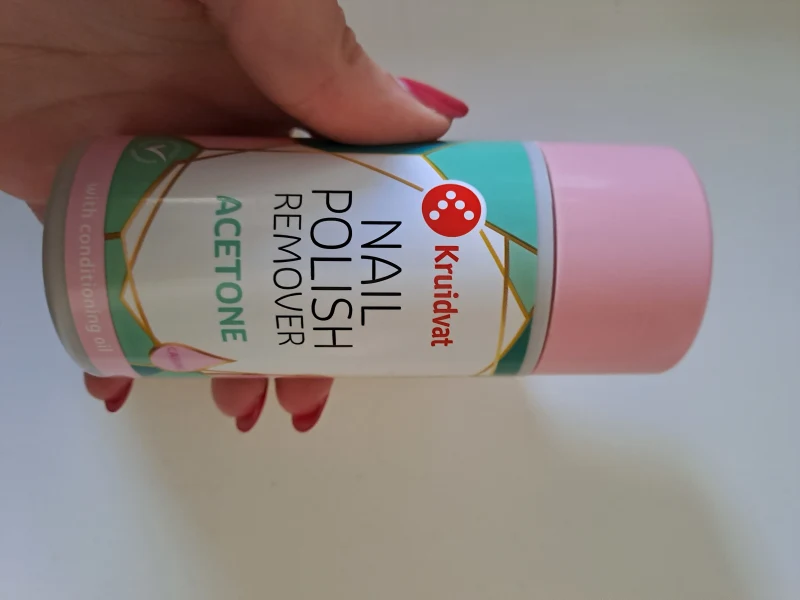 Kruidvat
NAIL
POLISH
REMOVER
ACETONE
with conditioning oil